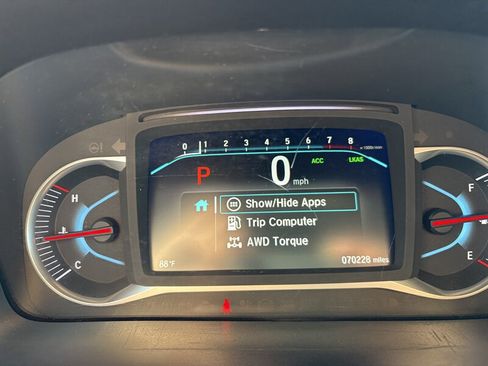 0 1 2 3 4 5 6 7 8 x 1000r/min
ACC LKAS
P 0 mph
H
F
Show/Hide Apps
Trip Computer
AWD Torque
C
E
88°F
070228 miles